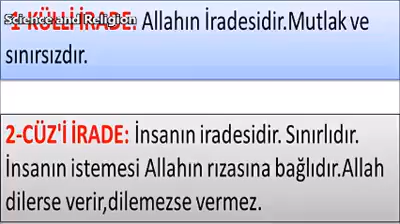 Science and Religion
1-KÜLLİ İRADE: Allahın İradesidir.Mutlak ve
sınırsızdır.
2-CÜZ'İ İRADE: İnsanın iradesidir. Sınırlıdır.
İnsanın istemesi Allahın rızasına bağlıdır.Allah
dilerse verir,dilemezse vermez.